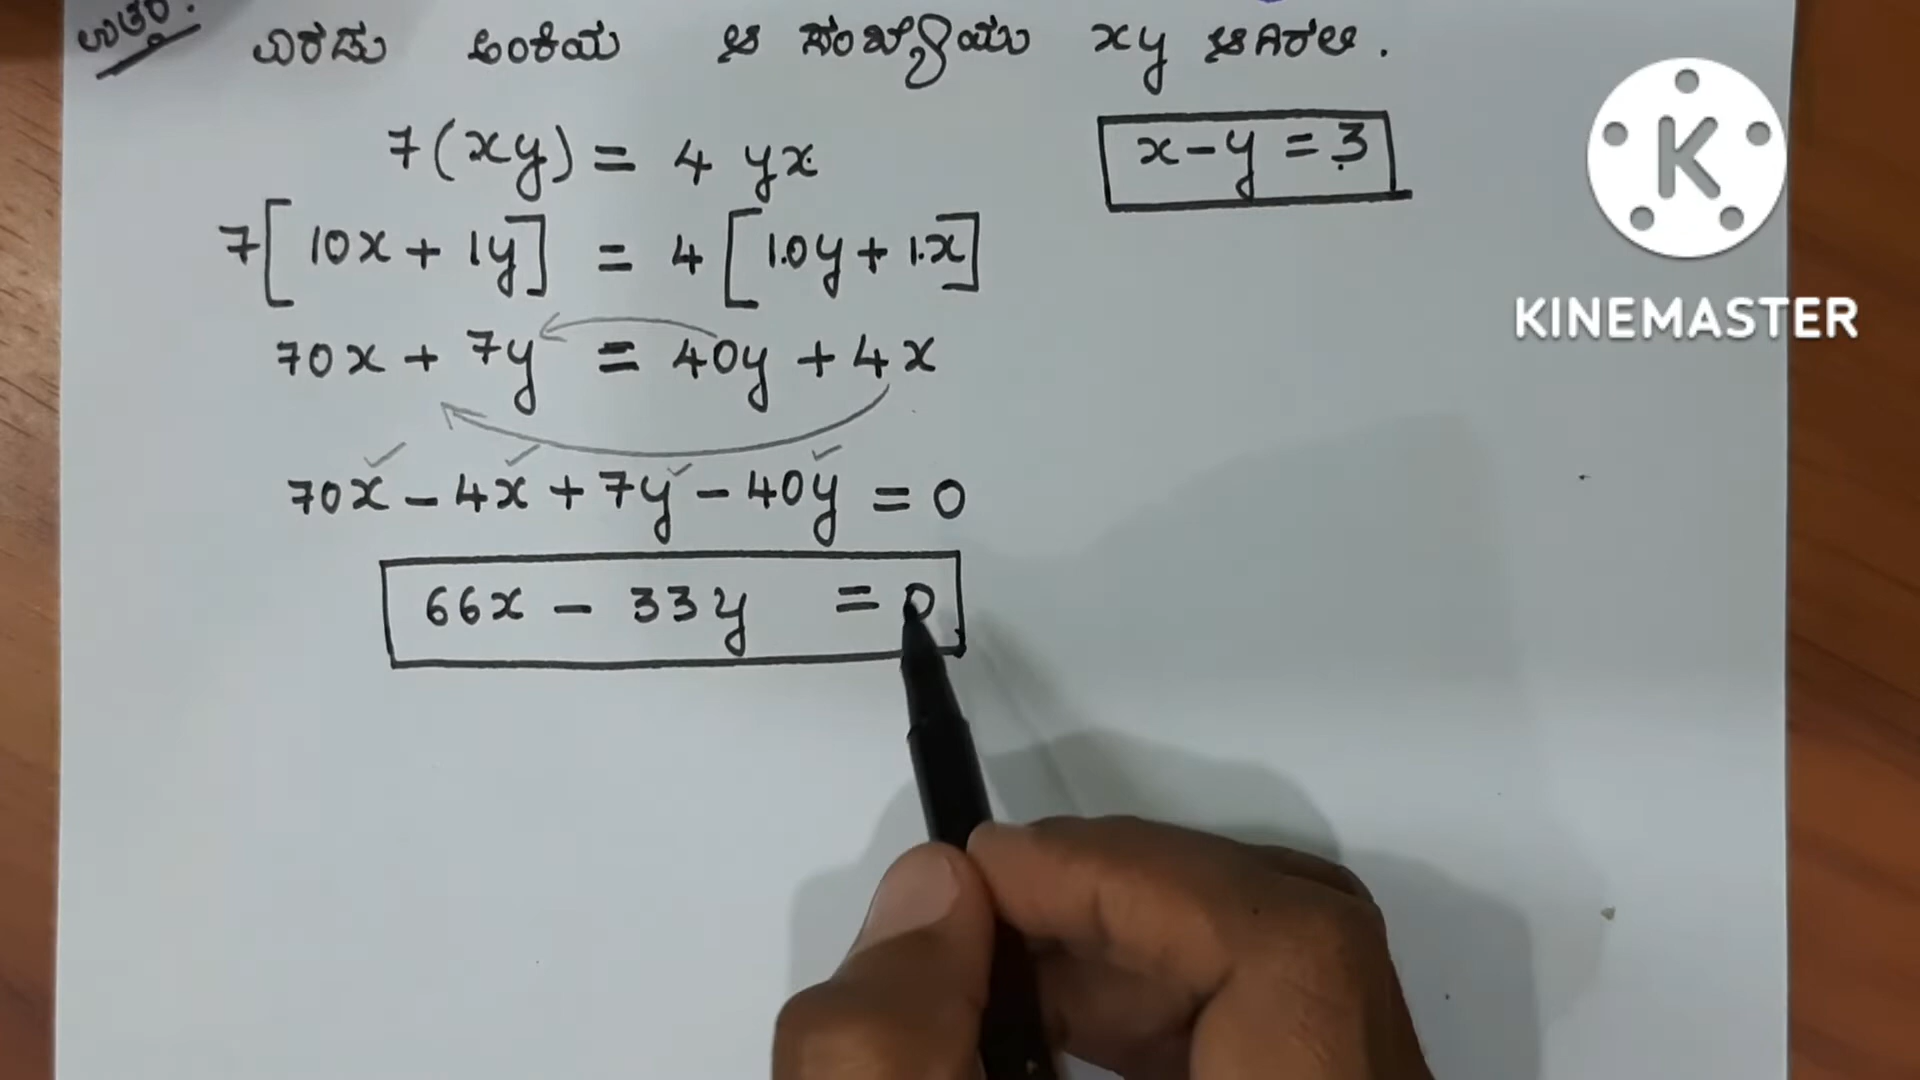 ಉತ್ತರ.
ಎರಡು ಅಂಕಿಯ ಆ ಸಂಖ್ಯೆಯು xy ಆಗಿರಲಿ.
7(xy) = 4 yx
x-y = 3
7[10x + 1y] = 4[10y + 1x]
70x + 7y = 40y + 4x
70x - 4x + 7y - 40y = 0
66x - 33y = 0
K
KINEMASTER